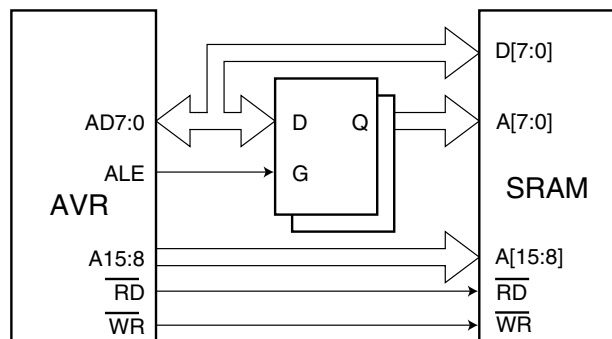 D[7:0]
AD7:0
D
Q
A[7:0]
ALE
G
AVR
SRAM
A15:8
A[15:8]
RD
RD
WR
WR